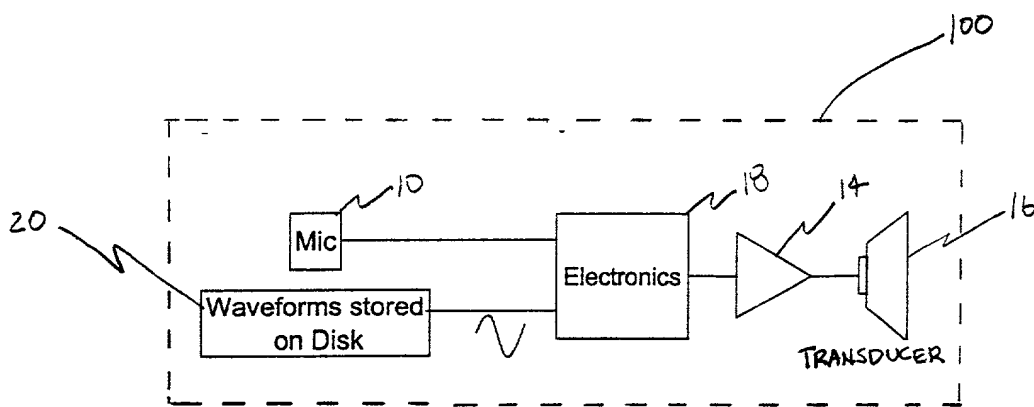 100
10
18
14
16
20
Mic
Electronics
Waveforms stored
on Disk
TRANSDUCER